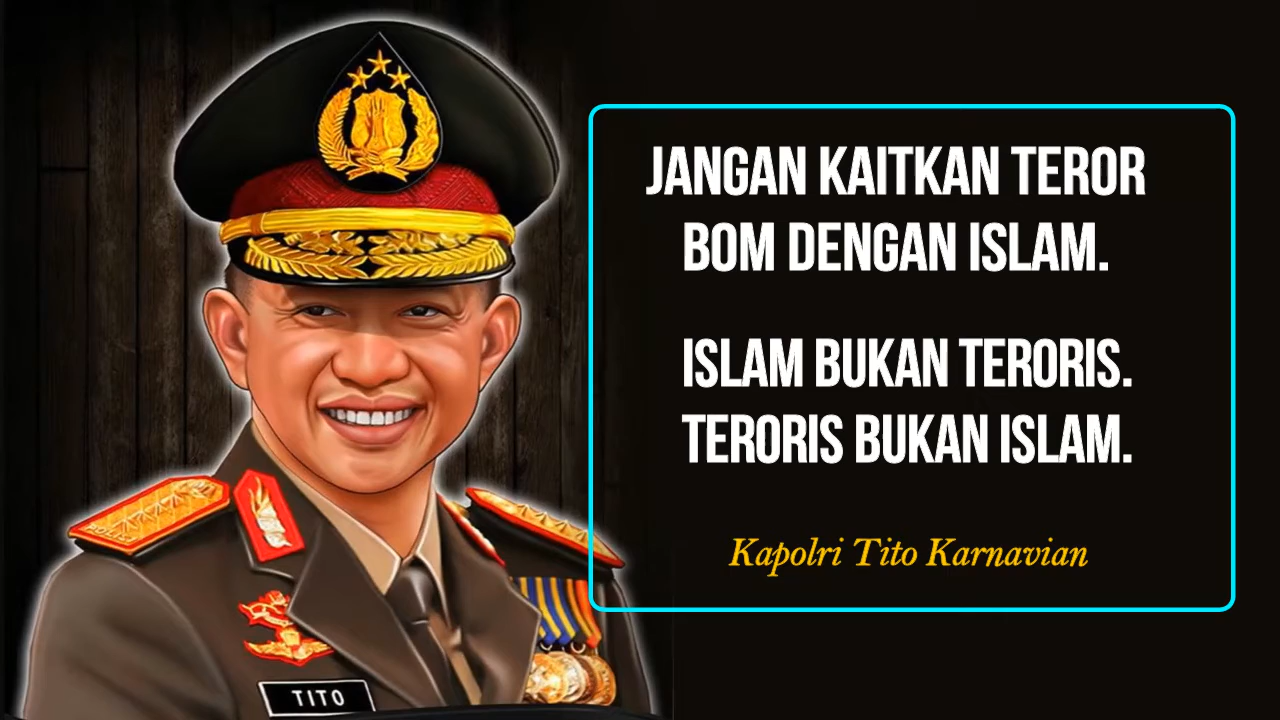 JANGAN KAITKAN TEROR
BOM DENGAN ISLAM.
ISLAM BUKAN TERORIS.
TERORIS BUKAN ISLAM.
Kapolri Tito Karnavian
TITO